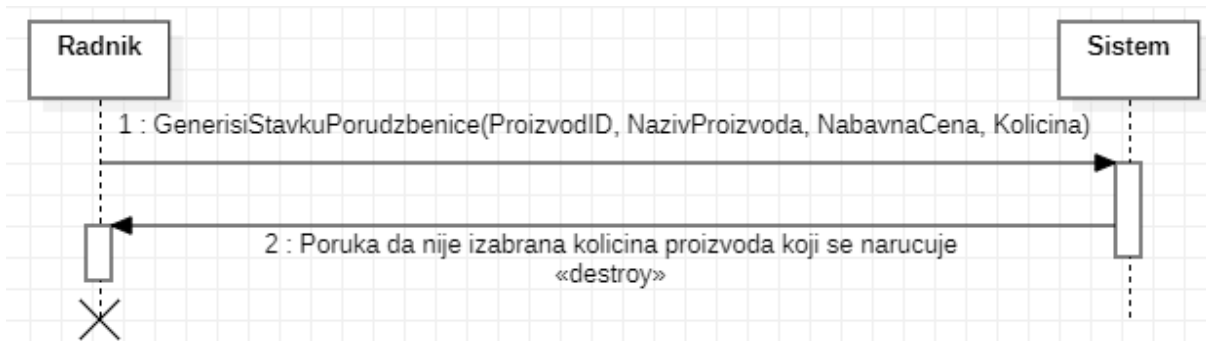 Radnik
Sistem
1 : GenerisiStavkuPorudzbenice(ProizvodID, NazivProizvoda, NabavnaCena, Kolicina)
2 : Poruka da nije izabrana kolicina proizvoda koji se narucuje
«destroy»